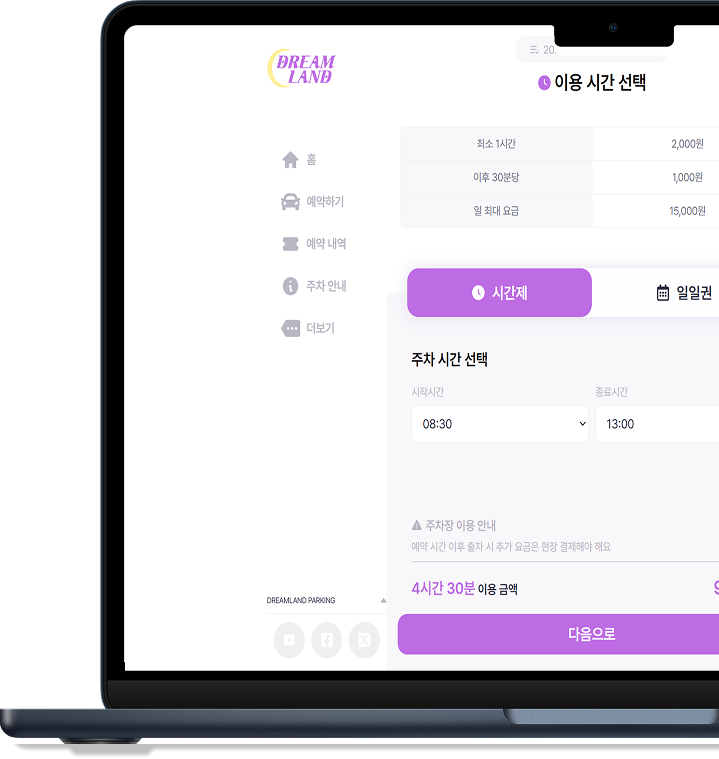 DREAM
LAND
20.
이용 시간 선택
홈
예약하기
예약 내역
주차 안내
더보기
최소 1시간 2,000원
이후 30분당 1,000원
일 최대 요금 15,000원
시간제 일일권
주차 시간 선택
시작시간 종료시간
08:30 13:00
주차장 이용 안내
예약 시간 이후 출차 시 추가 요금은 현장 결제해야 해요
4시간 30분 이용 금액 9
다음으로
DREAMLAND PARKING